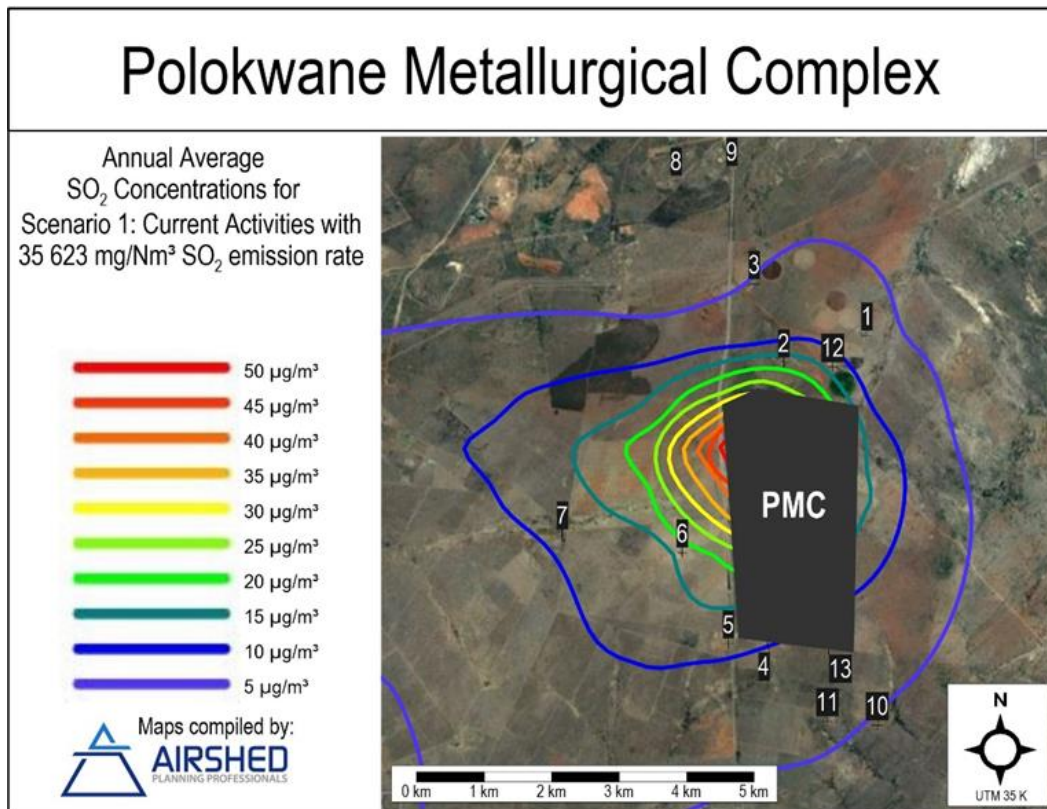 Polokwane Metallurgical Complex
Annual Average
SO₂ Concentrations for
Scenario 1: Current Activities with
35 623 mg/Nm³ SO₂ emission rate
50 µg/m³
45 µg/m³
40 µg/m³
35 µg/m³
30 µg/m³
25 µg/m³
20 µg/m³
15 µg/m³
10 µg/m³
5 µg/m³
Maps compiled by:
AIRSHED
PLANNING PROFESSIONALS
8
9
3
1
2
12
7
6
PMC
5
4
13
11
10
0 km
1 km
2 km
3 km
4 km
5 km
N
UTM 35 K